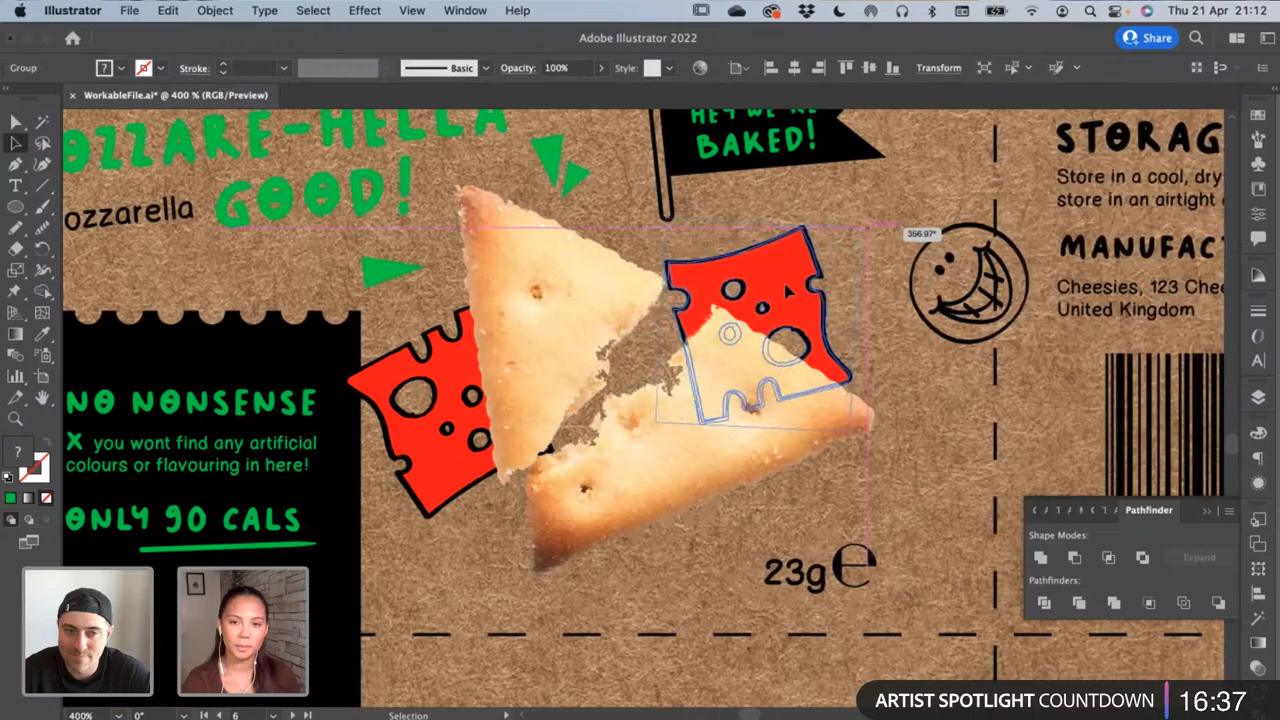 Illustrator File Edit Object Type Select Effect View Window Help
Thu 21 Apr 21:12
Adobe Illustrator 2022
Share
Group
?
Stroke:
Basic
Opacity: 100%
Style:
Transform
× WorkableFile.ai* @ 400 % (RGB/Preview)
OZZARE-HELLA
GOOD!
ozzarella
HEY WE'RE
BAKED!
STORAG
Store in a cool, dry
store in an airtight
MANUFAC
Cheesies, 123 Chee
United Kingdom
356.97°
NO NONSENSE
X you wont find any artificial
colours or flavouring in here!
ONLY 90 CALS
23g℮
Pathfinder
Shape Modes:
Expand
Pathfinders:
?
400% 0° 6 Selection
ARTIST SPOTLIGHT COUNTDOWN 16:37